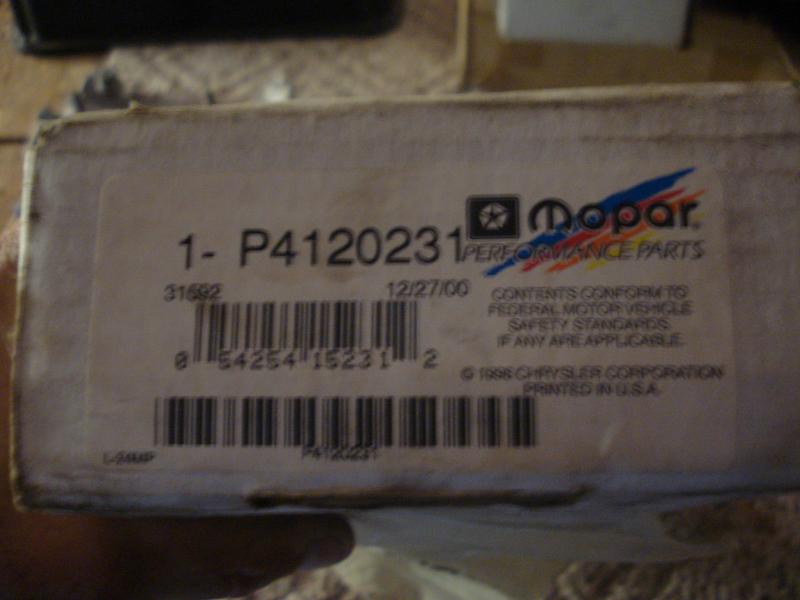 Mopar
1- P4120231
PERFORMANCE PARTS
31592 12/27/00
CONTENTS CONFORM TO
FEDERAL MOTOR VEHICLE
SAFETY STANDARDS.
IF ANY ARE APPLICABLE.
0 54254 15231 2
© 1996 CHRYSLER CORPORATION
PRINTED IN U.S.A.
P4120231